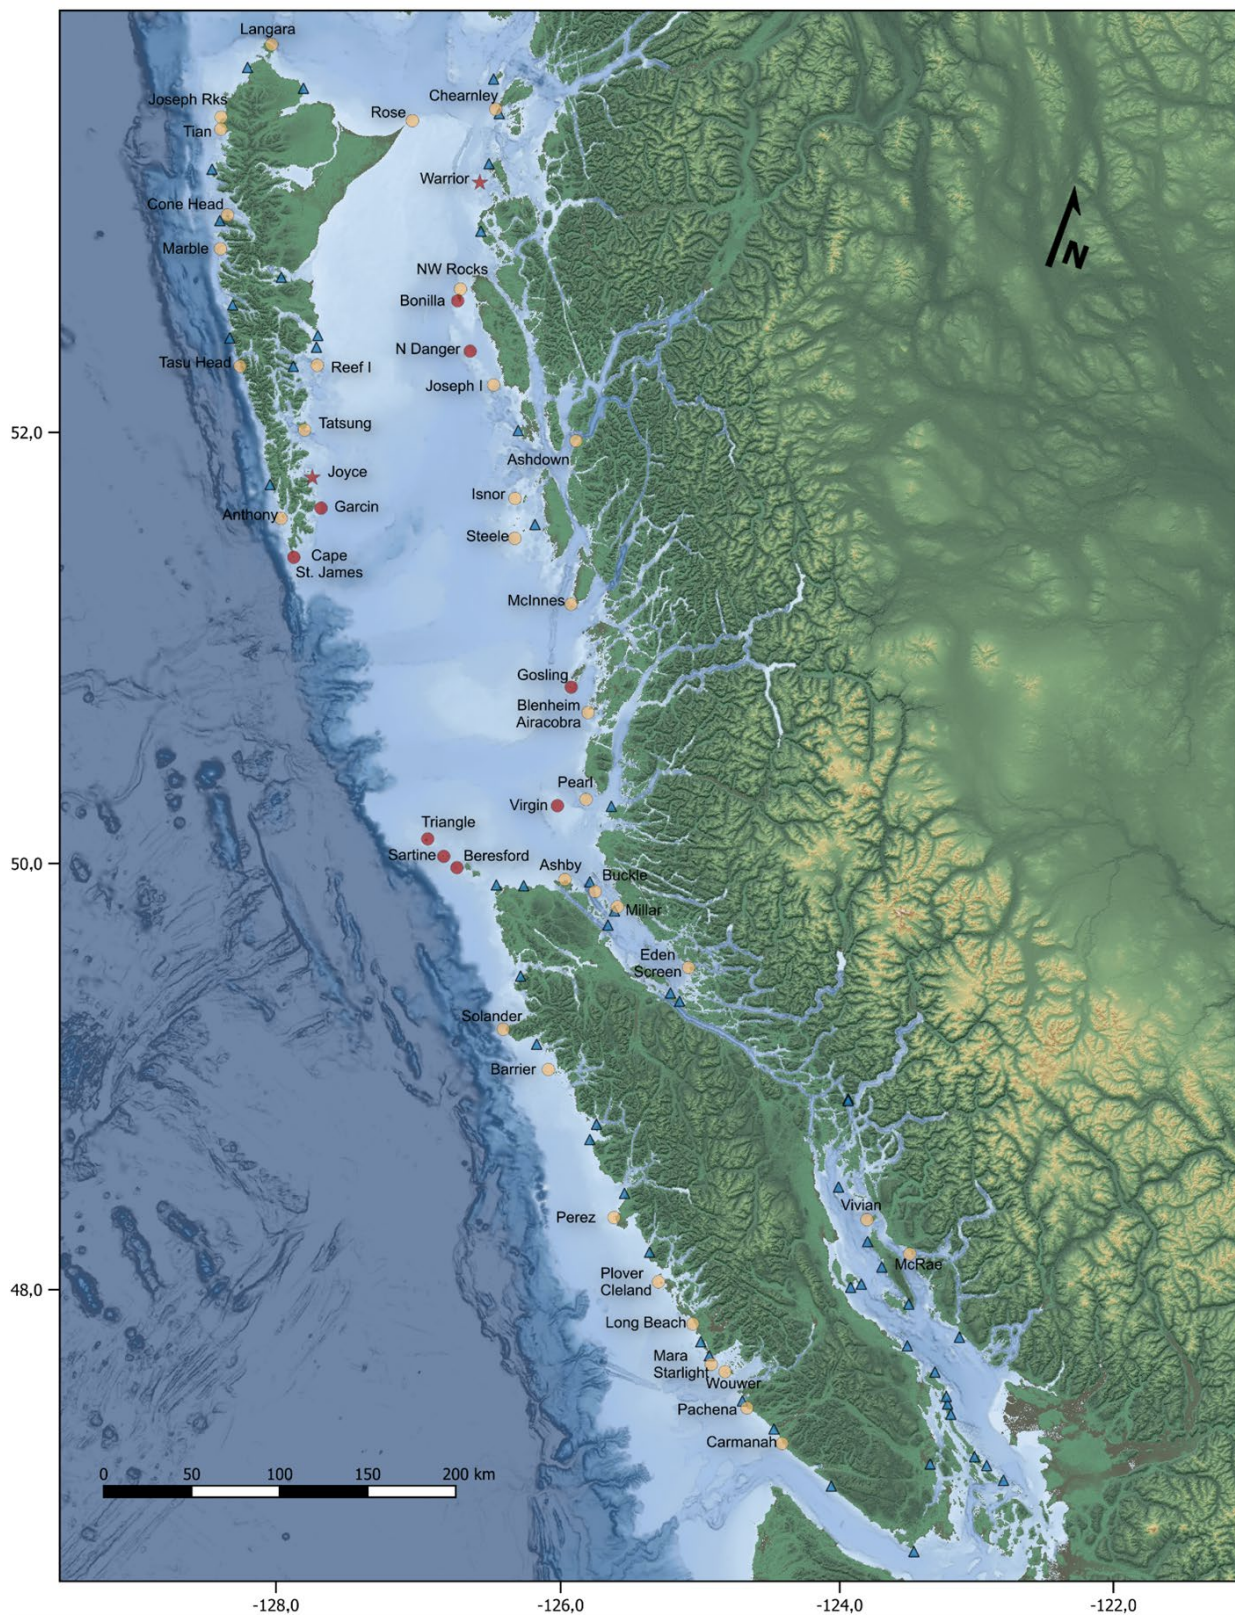 Langara
Joseph Rks
Chearnley
Rose
Tian
Warrior
Cone Head
Marble
N
NW Rocks
Bonilla
N Danger
Tasu Head
Reef I
Joseph I
Tatsung
52,0
Ashdown
Joyce
Isnor
Garcin
Anthony
Steele
Cape
St. James
McInnes
Gosling
Blenheim
Airacobra
Pearl
Virgin
Triangle
Sartine
Beresford
50,0
Ashby
Buckle
Millar
Eden
Screen
Solander
Barrier
Vivian
Perez
McRae
Plover
Cleland
48,0
Long Beach
Mara
Starlight
Wouwer
Pachena
Carmanah
0 50 100 150 200 km
-128,0 -126,0 -124,0 -122,0